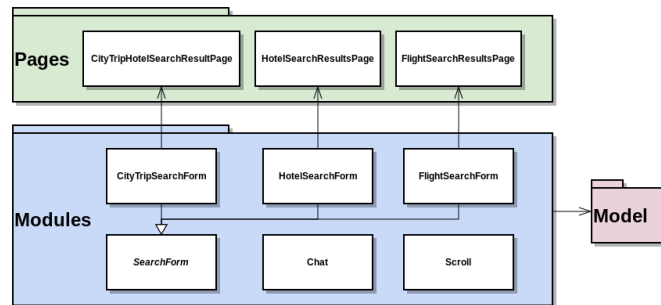 Pages
CityTripHotelSearchResultPage
HotelSearchResultsPage
FlightSearchResultsPage
Modules
CityTripSearchForm
HotelSearchForm
FlightSearchForm
SearchForm
Chat
Scroll
Model